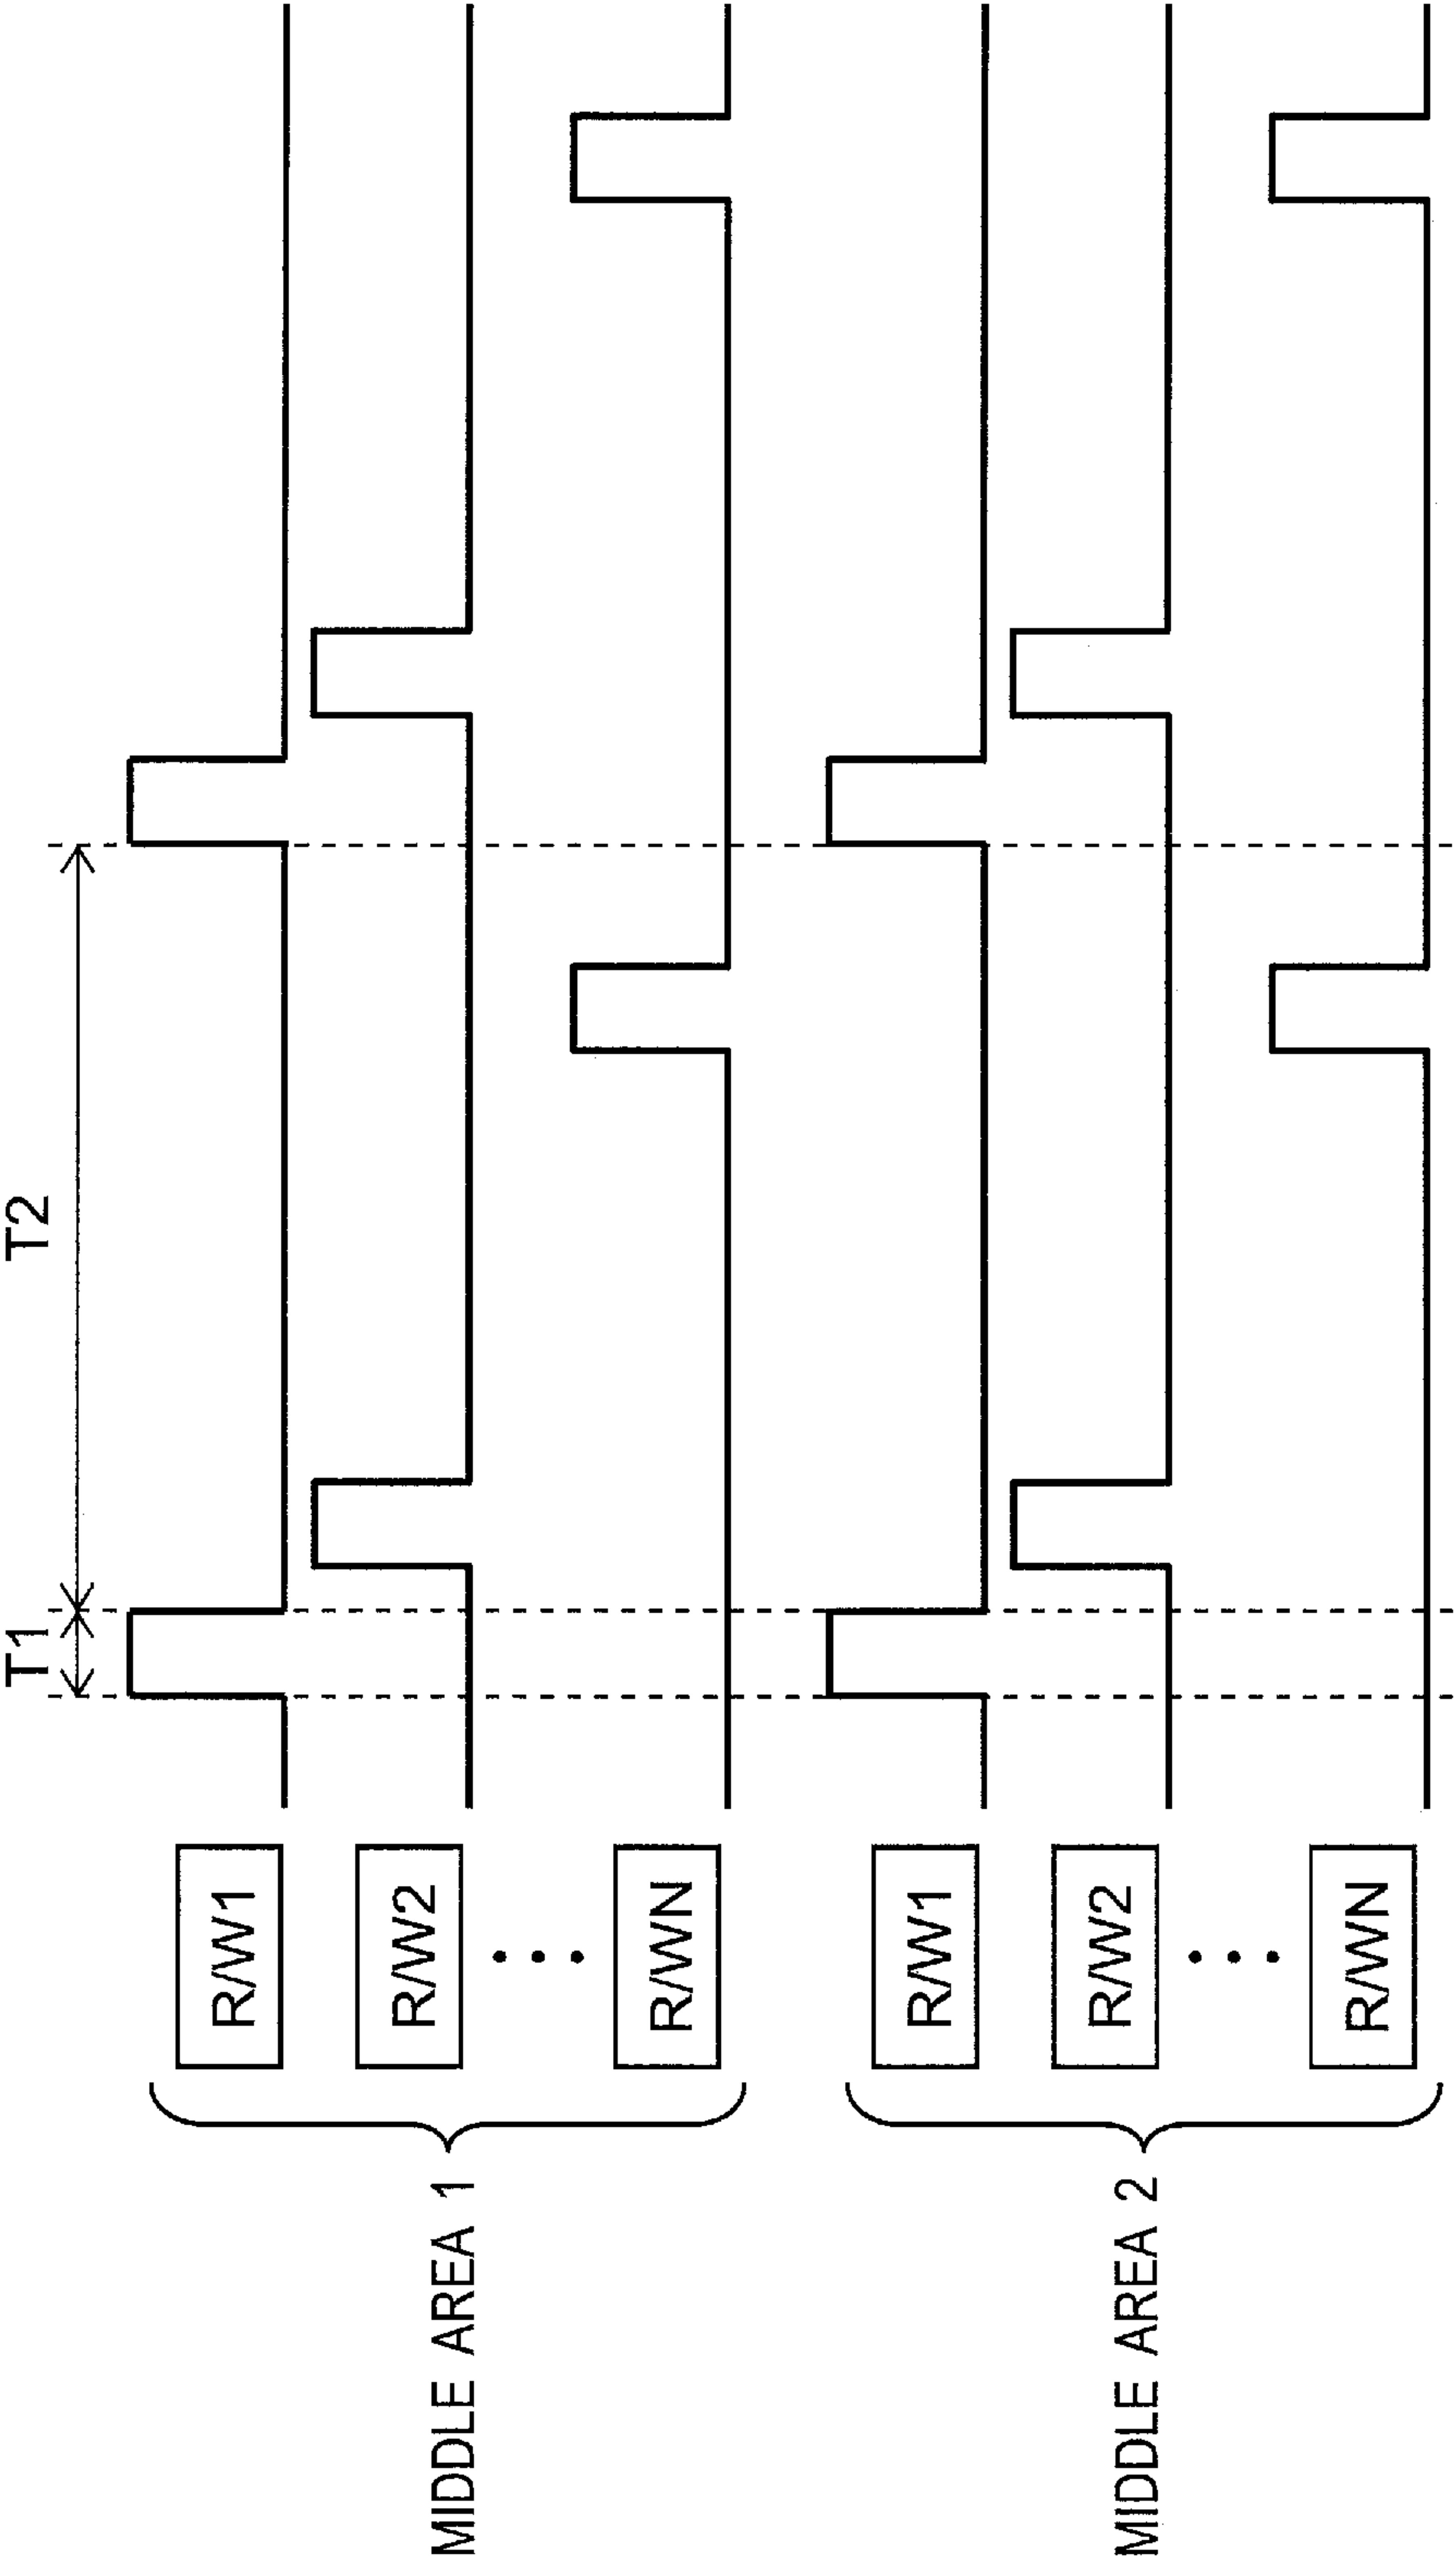 T1
T2
MIDDLE AREA 1
R/W1
R/W2
R/WN
MIDDLE AREA 2
R/W1
R/W2
R/WN